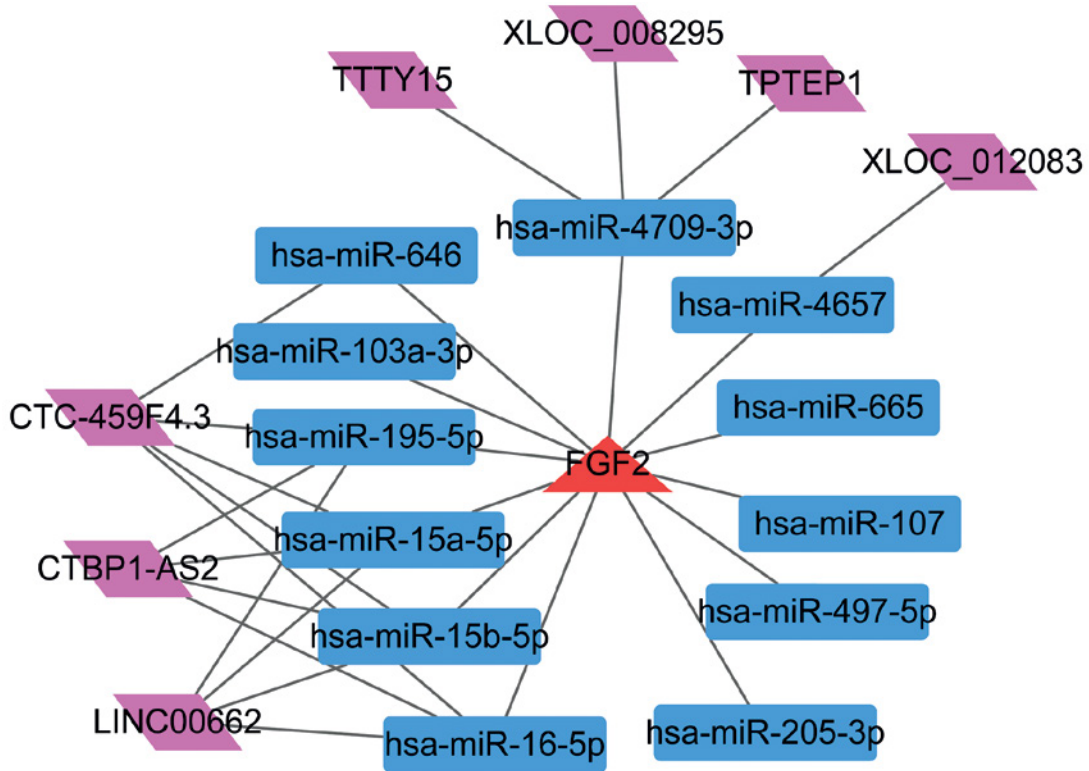 XLOC_008295
TTTY15
TPTEP1
XLOC_012083
hsa-miR-4709-3p
hsa-miR-646
hsa-miR-4657
hsa-miR-103a-3p
hsa-miR-665
CTC-459F4.3
hsa-miR-195-5p
FGF2
hsa-miR-107
hsa-miR-15a-5p
CTBP1-AS2
hsa-miR-497-5p
hsa-miR-15b-5p
LINC00662
hsa-miR-205-3p
hsa-miR-16-5p